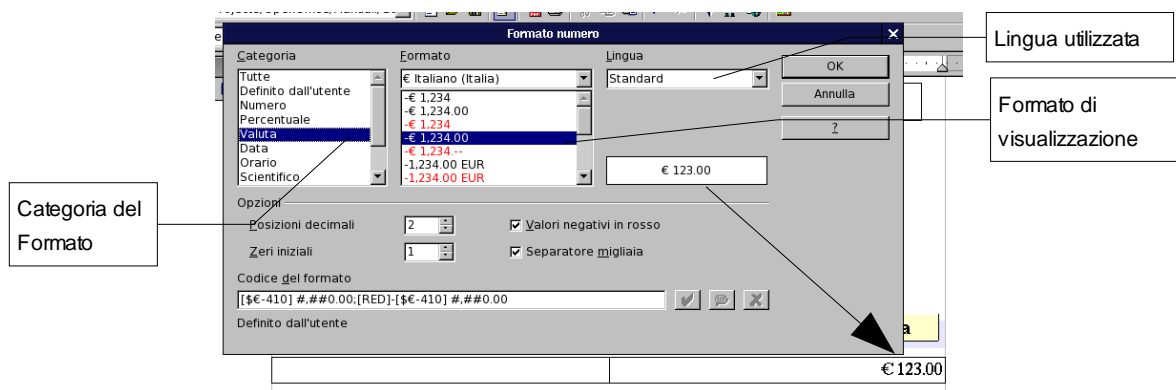 Formato numero
Categoria
Formato
Lingua
Tutte
Definito dall'utente
Numero
Percentuale
Valuta
Data
Orario
Scientifico
€ Italiano (Italia)
-€ 1,234
-€ 1,234.00
-€ 1,234
-€ 1,234.00
-€ 1,234.--
-1,234.00 EUR
-1,234.00 EUR
Standard
OK
Annulla
?
€ 123.00
Opzioni
Posizioni decimali
2
Valori negativi in rosso
Zeri iniziali
1
Separatore migliaia
Codice del formato
[$€-410] #,##0.00;[RED]-[$€-410] #,##0.00
Definito dall'utente
Lingua utilizzata
Formato di
visualizzazione
Categoria del
Formato
€ 123.00